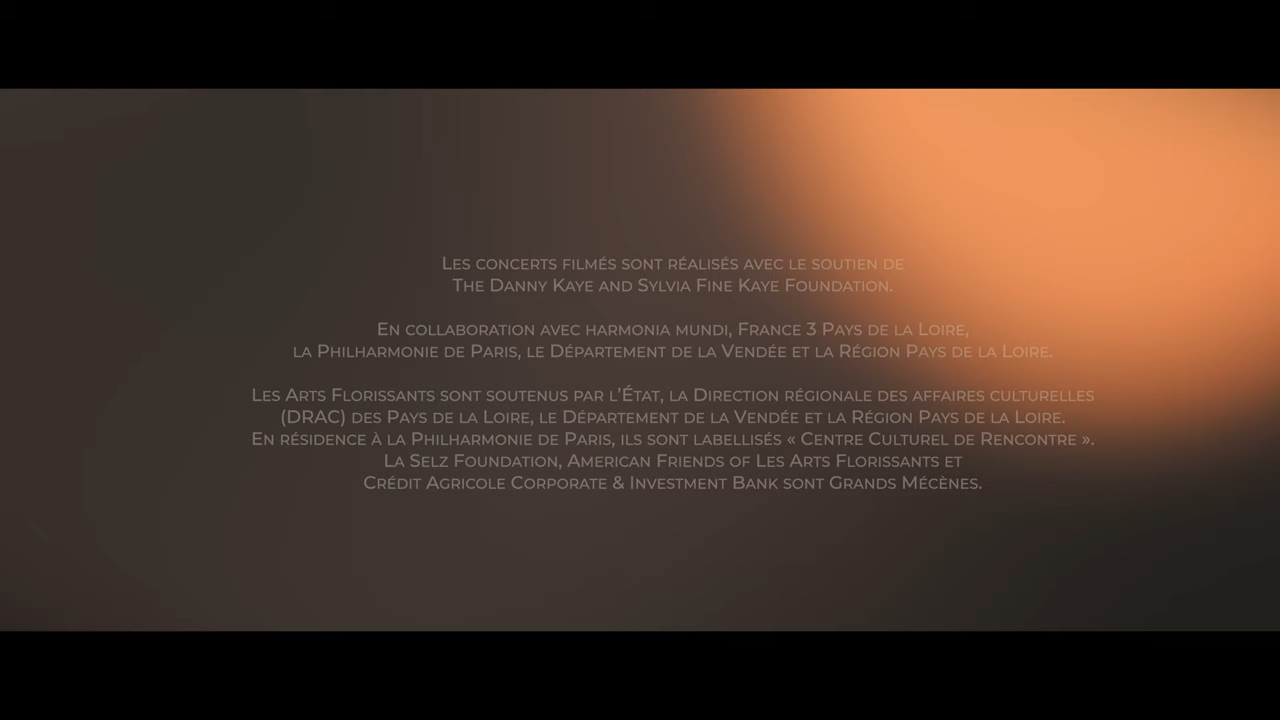 Les concerts filmés sont réalisés avec le soutien de
The Danny Kaye and Sylvia Fine Kaye Foundation.
En collaboration avec harmonia mundi, France 3 Pays de la Loire,
la Philharmonie de Paris, le Département de la Vendée et la Région Pays de la Loire.
Les Arts Florissants sont soutenus par l'État, la Direction régionale des affaires culturelles
(DRAC) des Pays de la Loire, le Département de la Vendée et la Région Pays de la Loire.
En résidence à la Philharmonie de Paris, ils sont labellisés « Centre Culturel de Rencontre ».
La Selz Foundation, American Friends of Les Arts Florissants et
Crédit Agricole Corporate & Investment Bank sont Grands Mécènes.